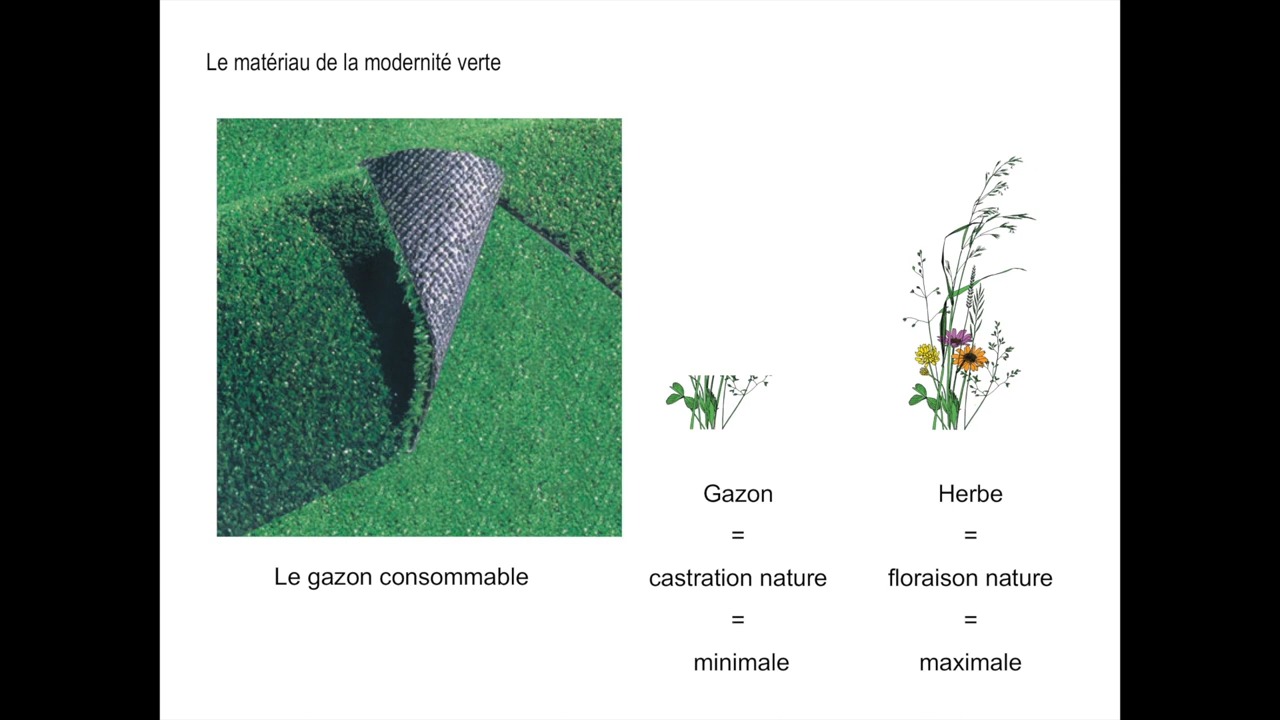 Le matériau de la modernité verte
Le gazon consommable
Gazon
=
castration nature
=
minimale
Herbe
=
floraison nature
=
maximale